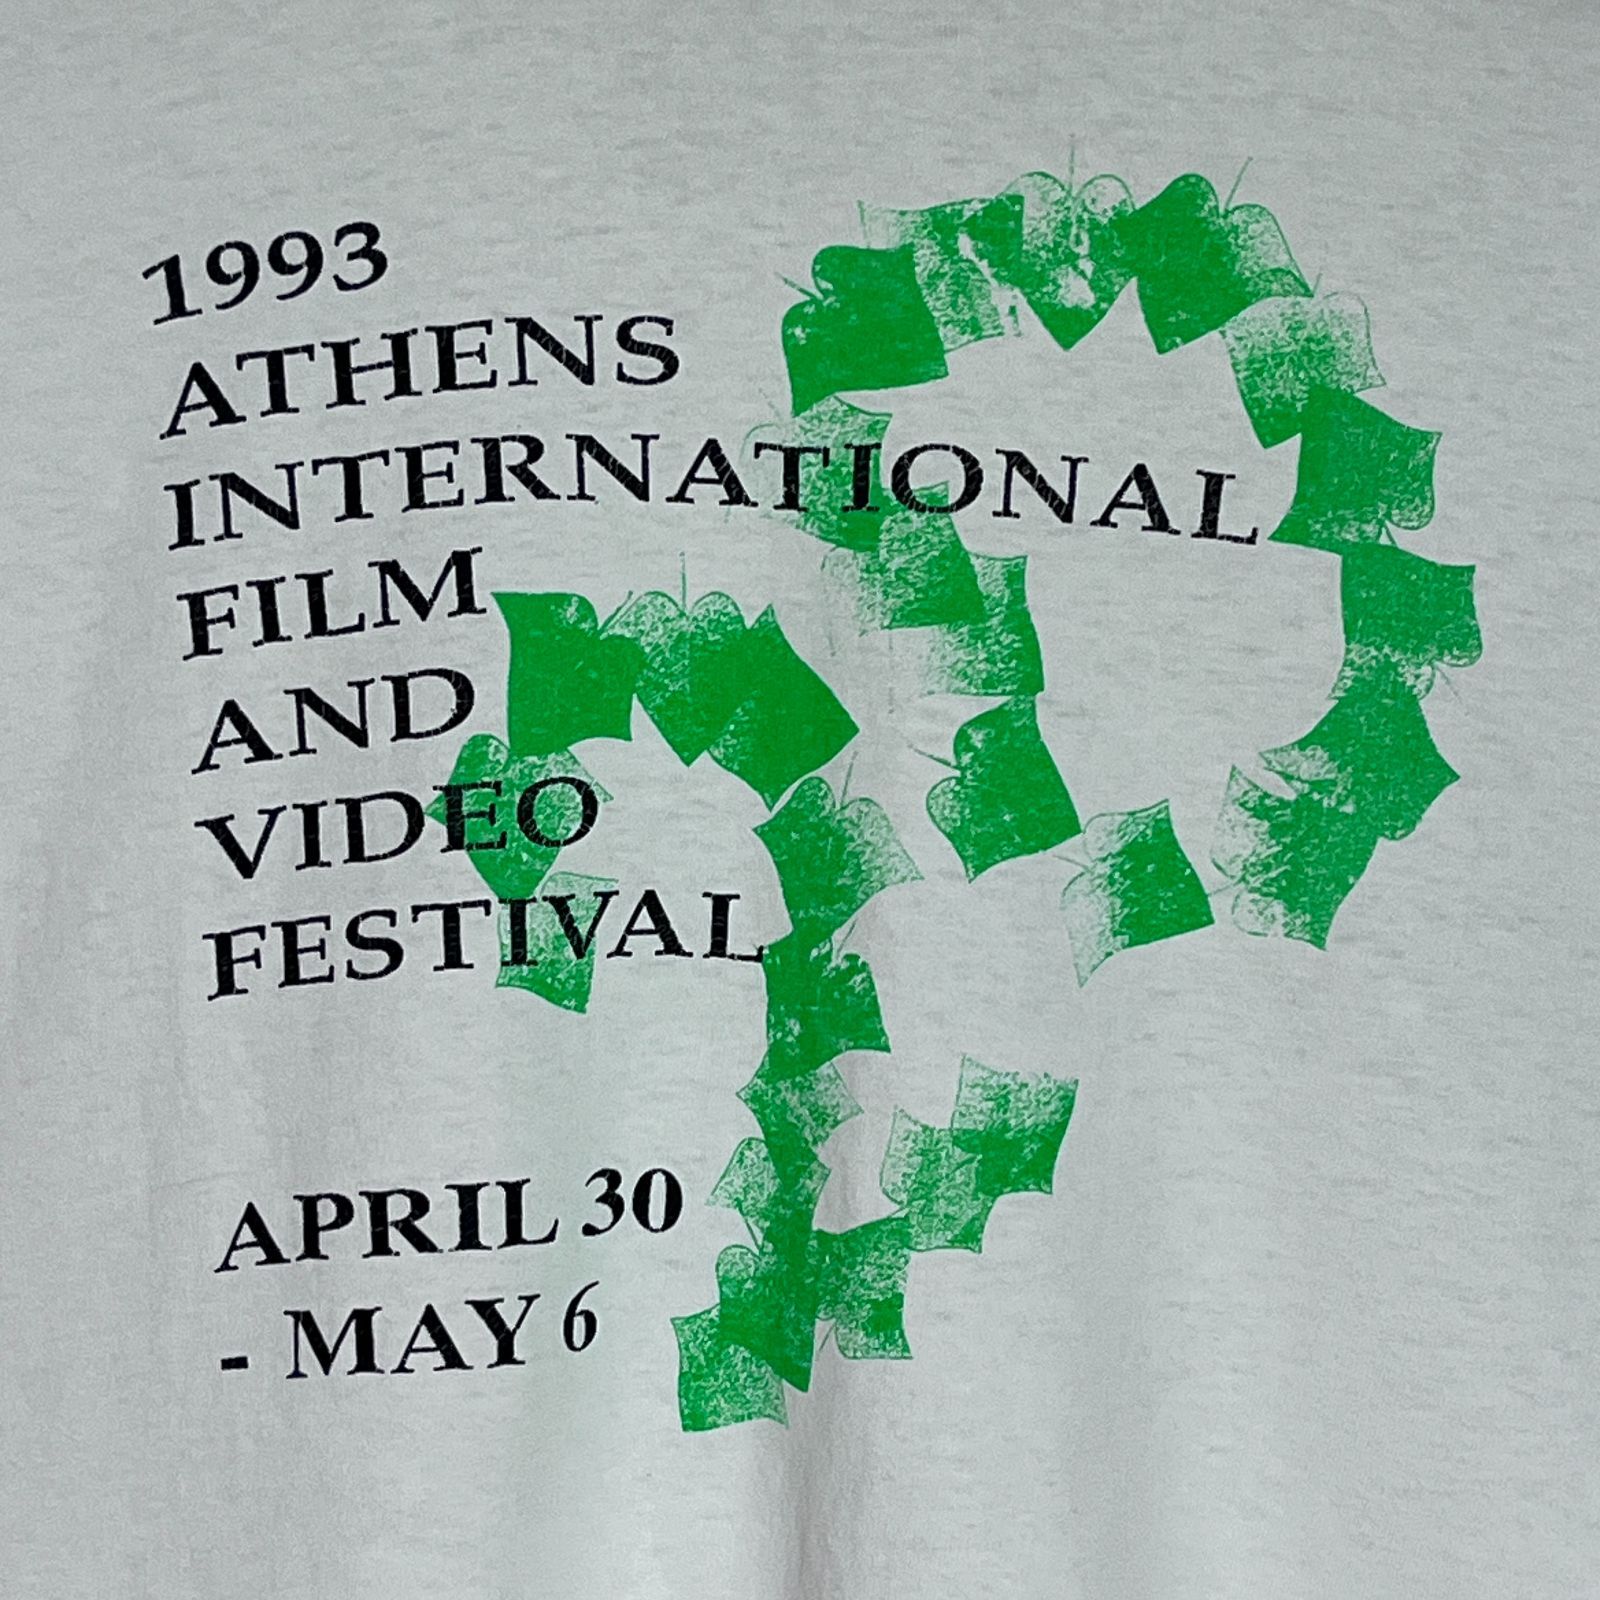 1993
ATHENS
INTERNATIONAL
FILM
AND
VIDEO
FESTIVAL
APRIL 30
- MAY 6